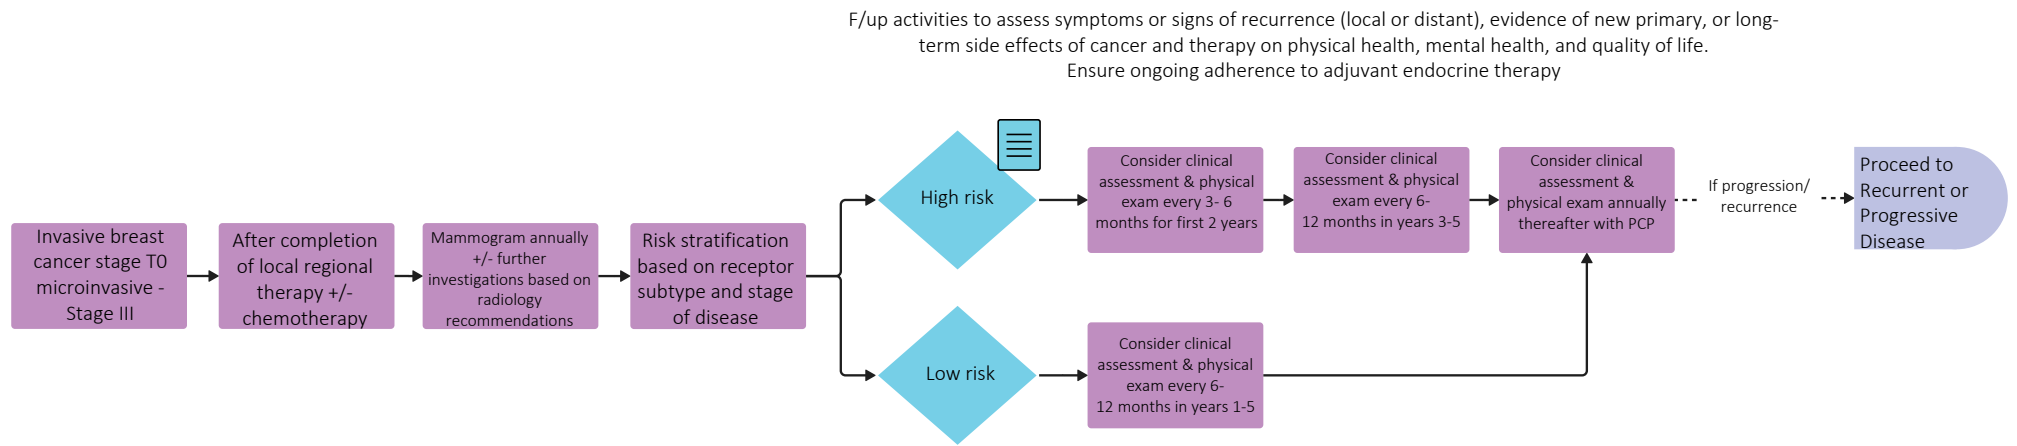 F/up activities to assess symptoms or signs of recurrence (local or distant), evidence of new primary, or long-
term side effects of cancer and therapy on physical health, mental health, and quality of life.
Ensure ongoing adherence to adjuvant endocrine therapy
Invasive breast
cancer stage T0
microinvasive -
Stage III
After completion
of local regional
therapy +/-
chemotherapy
Mammogram annually
+/- further
investigations based on
radiology
recommendations
Risk stratification
based on receptor
subtype and stage
of disease
High risk
Consider clinical
assessment & physical
exam every 3- 6
months for first 2 years
Consider clinical
assessment & physical
exam every 6-
12 months in years 3-5
Consider clinical
assessment &
physical exam annually
thereafter with PCP
If progression/
recurrence
Proceed to
Recurrent or
Progressive
Disease
Low risk
Consider clinical
assessment & physical
exam every 6-
12 months in years 1-5